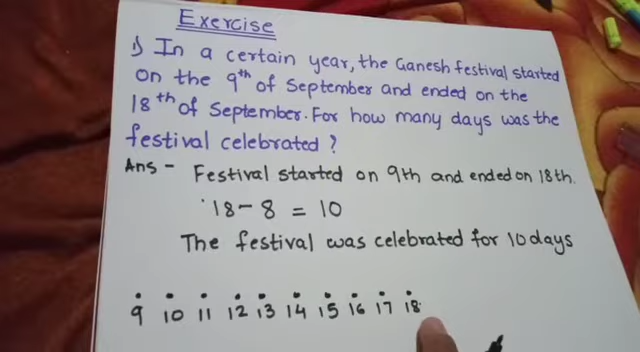 Exercise
1) In a certain year, the Ganesh festival started
on the 9th of September and ended on the
18th of September. For how many days was the
festival celebrated ?
Ans - Festival started on 9th and ended on 18th.
18 - 8 = 10
The festival was celebrated for 10 days
9 10 11 12 13 14 15 16 17 18